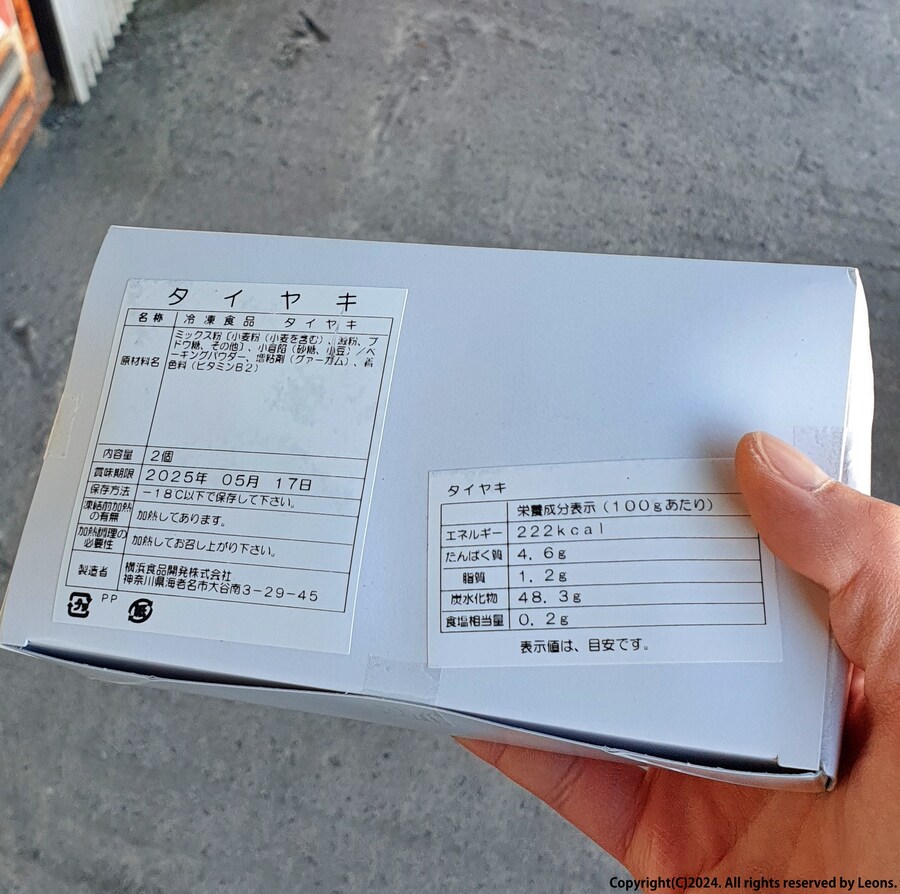 タイヤキ
名称 冷凍食品 タイヤキ
原材料名 ミックス粉〔小麦粉（小麦を含む）、澱粉、ブ
ドウ糖、その他〕、小倉餡（砂糖、小豆）／ベ
ーキングパウダー、増粘剤（グァーガム）、着
色料（ビタミンB2）
内容量 2個
賞味期限 2025年 05月 17日
保存方法 －18C以下で保存して下さい。
凍結前加熱
の有無 加熱してあります。
加熱調理の
必要性 加熱してお召し上がり下さい。
製造者 横浜食品開発株式会社
神奈川県海老名市大谷南3－29－45
プラ PP 紙
タイヤキ
栄養成分表示（100gあたり）
エネルギー 222kcal
たんぱく質 4．6g
脂質 1．2g
炭水化物 48．3g
食塩相当量 0．2g
表示値は、目安です。
Copyright(C)2024. All rights reserved by Leons.